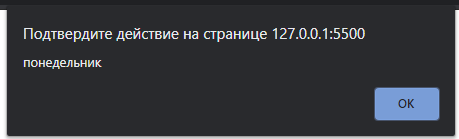 Подтвердите действие на странице 127.0.0.1:5500
понедельник
OK